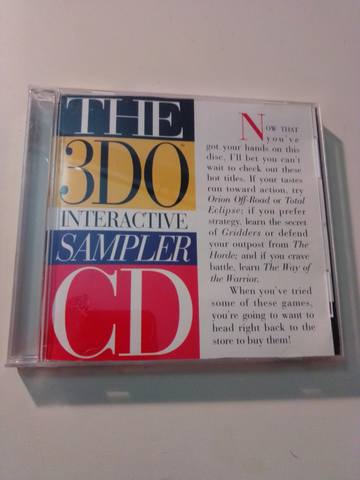 THE
3DO™
INTERACTIVE
SAMPLER
CD
NOW THAT
you've
got your hands on this
disc, I'll bet you can't
wait to check out these
hot titles. If your tastes
run toward action, try
Orion Off-Road or Total
Eclipse; if you prefer
strategy, learn the secret
of Gridders or defend
your outpost from The
Horde; and if you crave
battle, learn The Way of
the Warrior.
When you've tried
some of these games,
you're going to want to
head right back to the
store to buy them!